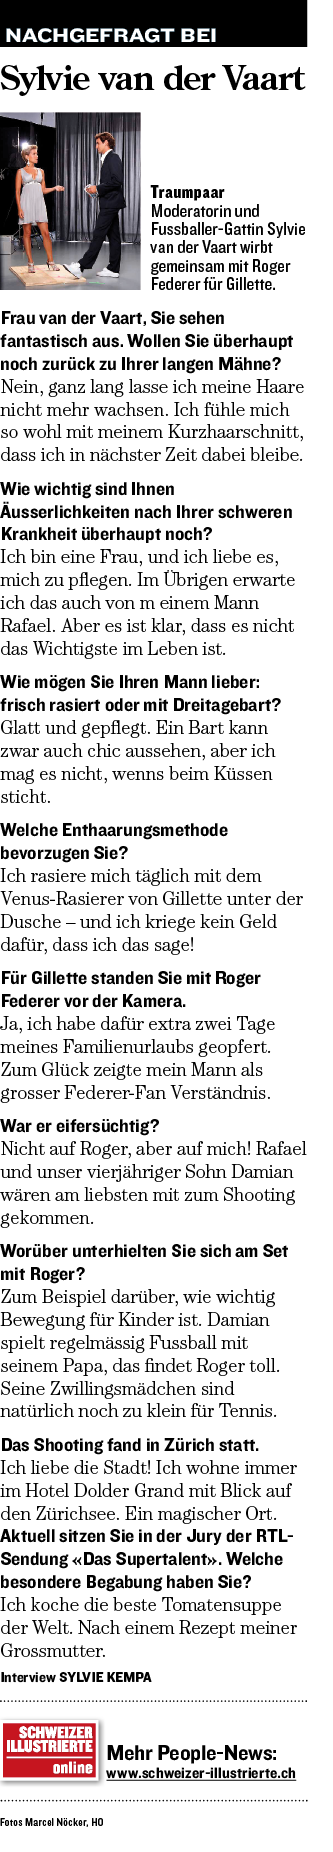 NACHGEFRAGT BEI
Sylvie van der Vaart
Traumpaar
Moderatorin und
Fussballer-Gattin Sylvie
van der Vaart wirbt
gemeinsam mit Roger
Federer für Gillette.
Frau van der Vaart, Sie sehen
fantastisch aus. Wollen Sie überhaupt
noch zurück zu Ihrer langen Mähne?
Nein, ganz lang lasse ich meine Haare
nicht mehr wachsen. Ich fühle mich
so wohl mit meinem Kurzhaarschnitt,
dass ich in nächster Zeit dabei bleibe.
Wie wichtig sind Ihnen
Äusserlichkeiten nach Ihrer schweren
Krankheit überhaupt noch?
Ich bin eine Frau, und ich liebe es,
mich zu pflegen. Im Übrigen erwarte
ich das auch von m einem Mann
Rafael. Aber es ist klar, dass es nicht
das Wichtigste im Leben ist.
Wie mögen Sie Ihren Mann lieber:
frisch rasiert oder mit Dreitagebart?
Glatt und gepflegt. Ein Bart kann
zwar auch chic aussehen, aber ich
mag es nicht, wenns beim Küssen
sticht.
Welche Enthaarungsmethode
bevorzugen Sie?
Ich rasiere mich täglich mit dem
Venus-Rasierer von Gillette unter der
Dusche – und ich kriege kein Geld
dafür, dass ich das sage!
Für Gillette standen Sie mit Roger
Federer vor der Kamera.
Ja, ich habe dafür extra zwei Tage
meines Familienurlaubs geopfert.
Zum Glück zeigte mein Mann als
grosser Federer-Fan Verständnis.
War er eifersüchtig?
Nicht auf Roger, aber auf mich! Rafael
und unser vierjähriger Sohn Damian
wären am liebsten mit zum Shooting
gekommen.
Worüber unterhielten Sie sich am Set
mit Roger?
Zum Beispiel darüber, wie wichtig
Bewegung für Kinder ist. Damian
spielt regelmässig Fussball mit
seinem Papa, das findet Roger toll.
Seine Zwillingsmädchen sind
natürlich noch zu klein für Tennis.
Das Shooting fand in Zürich statt.
Ich liebe die Stadt! Ich wohne immer
im Hotel Dolder Grand mit Blick auf
den Zürichsee. Ein magischer Ort.
Aktuell sitzen Sie in der Jury der RTL-
Sendung «Das Supertalent». Welche
besondere Begabung haben Sie?
Ich koche die beste Tomatensuppe
der Welt. Nach einem Rezept meiner
Grossmutter.
Interview SYLVIE KEMPA
SCHWEIZER
ILLUSTRIERTE
online
Mehr People-News:
www.schweizer-illustrierte.ch
Fotos Marcel Nöcker, HO